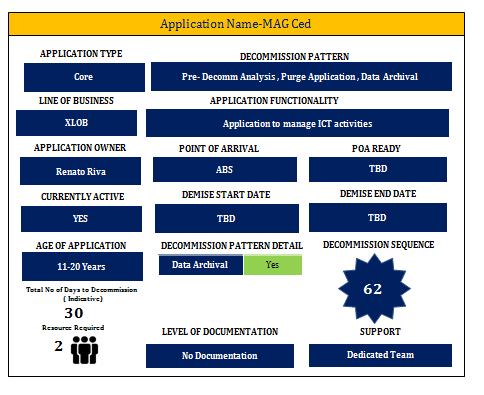 Application Name-MAG Ced
APPLICATION TYPE
DECOMMISSION PATTERN
Core
Pre- Decomm Analysis , Purge Application , Data Archival
LINE OF BUSINESS
APPLICATION FUNCTIONALITY
XLOB
Application to manage ICT activities
APPLICATION OWNER
POINT OF ARRIVAL
POA READY
Renato Riva
ABS
TBD
CURRENTLY ACTIVE
DEMISE START DATE
DEMISE END DATE
YES
TBD
TBD
AGE OF APPLICATION
DECOMMISSION PATTERN DETAIL
DECOMMISSION SEQUENCE
11-20 Years
Data Archival
Yes
62
Total No of Days to Decommission
( Indicative)
30
Resource Required
2
LEVEL OF DOCUMENTATION
SUPPORT
No Documentation
Dedicated Team